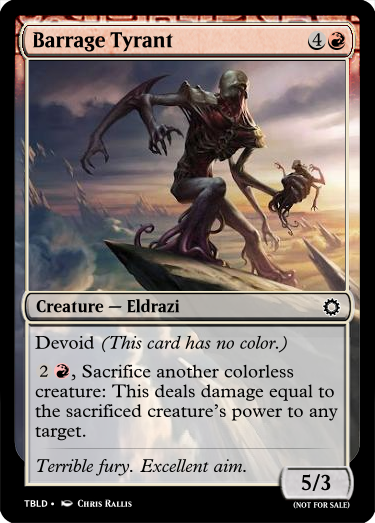 Barrage Tyrant 4
Creature — Eldrazi
Devoid (This card has no color.)
2 , Sacrifice another colorless
creature: This deals damage equal to
the sacrificed creature's power to any
target.
Terrible fury. Excellent aim.
5/3
TBLD • Chris Rallis
(NOT FOR SALE)